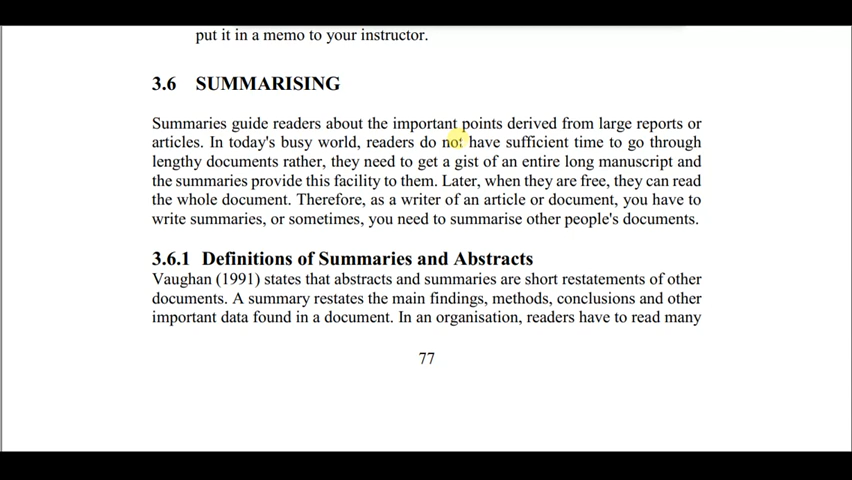 put it in a memo to your instructor.
3.6 SUMMARISING
Summaries guide readers about the important points derived from large reports or
articles. In today's busy world, readers do not have sufficient time to go through
lengthy documents rather, they need to get a gist of an entire long manuscript and
the summaries provide this facility to them. Later, when they are free, they can read
the whole document. Therefore, as a writer of an article or document, you have to
write summaries, or sometimes, you need to summarise other people's documents.
3.6.1 Definitions of Summaries and Abstracts
Vaughan (1991) states that abstracts and summaries are short restatements of other
documents. A summary restates the main findings, methods, conclusions and other
important data found in a document. In an organisation, readers have to read many
77